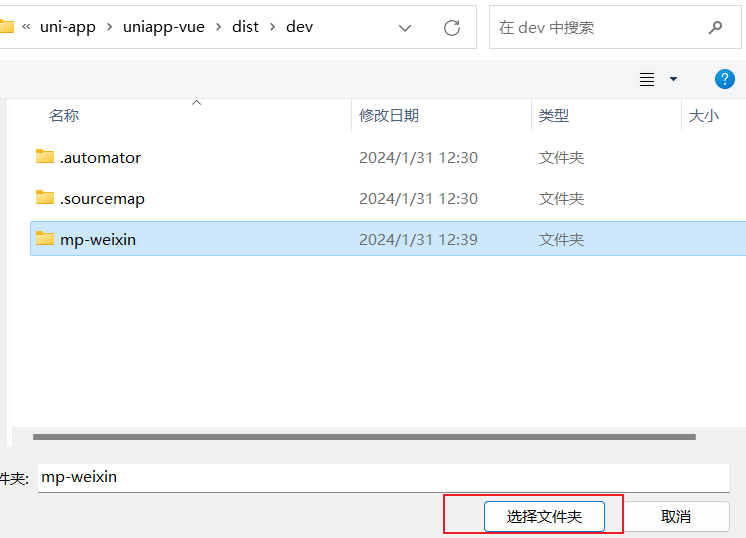 « uni-app › uniapp-vue › dist › dev
在 dev 中搜索
名称 修改日期 类型 大小
.automator 2024/1/31 12:30 文件夹
.sourcemap 2024/1/31 12:30 文件夹
mp-weixin 2024/1/31 12:39 文件夹
件夹: mp-weixin
选择文件夹 取消